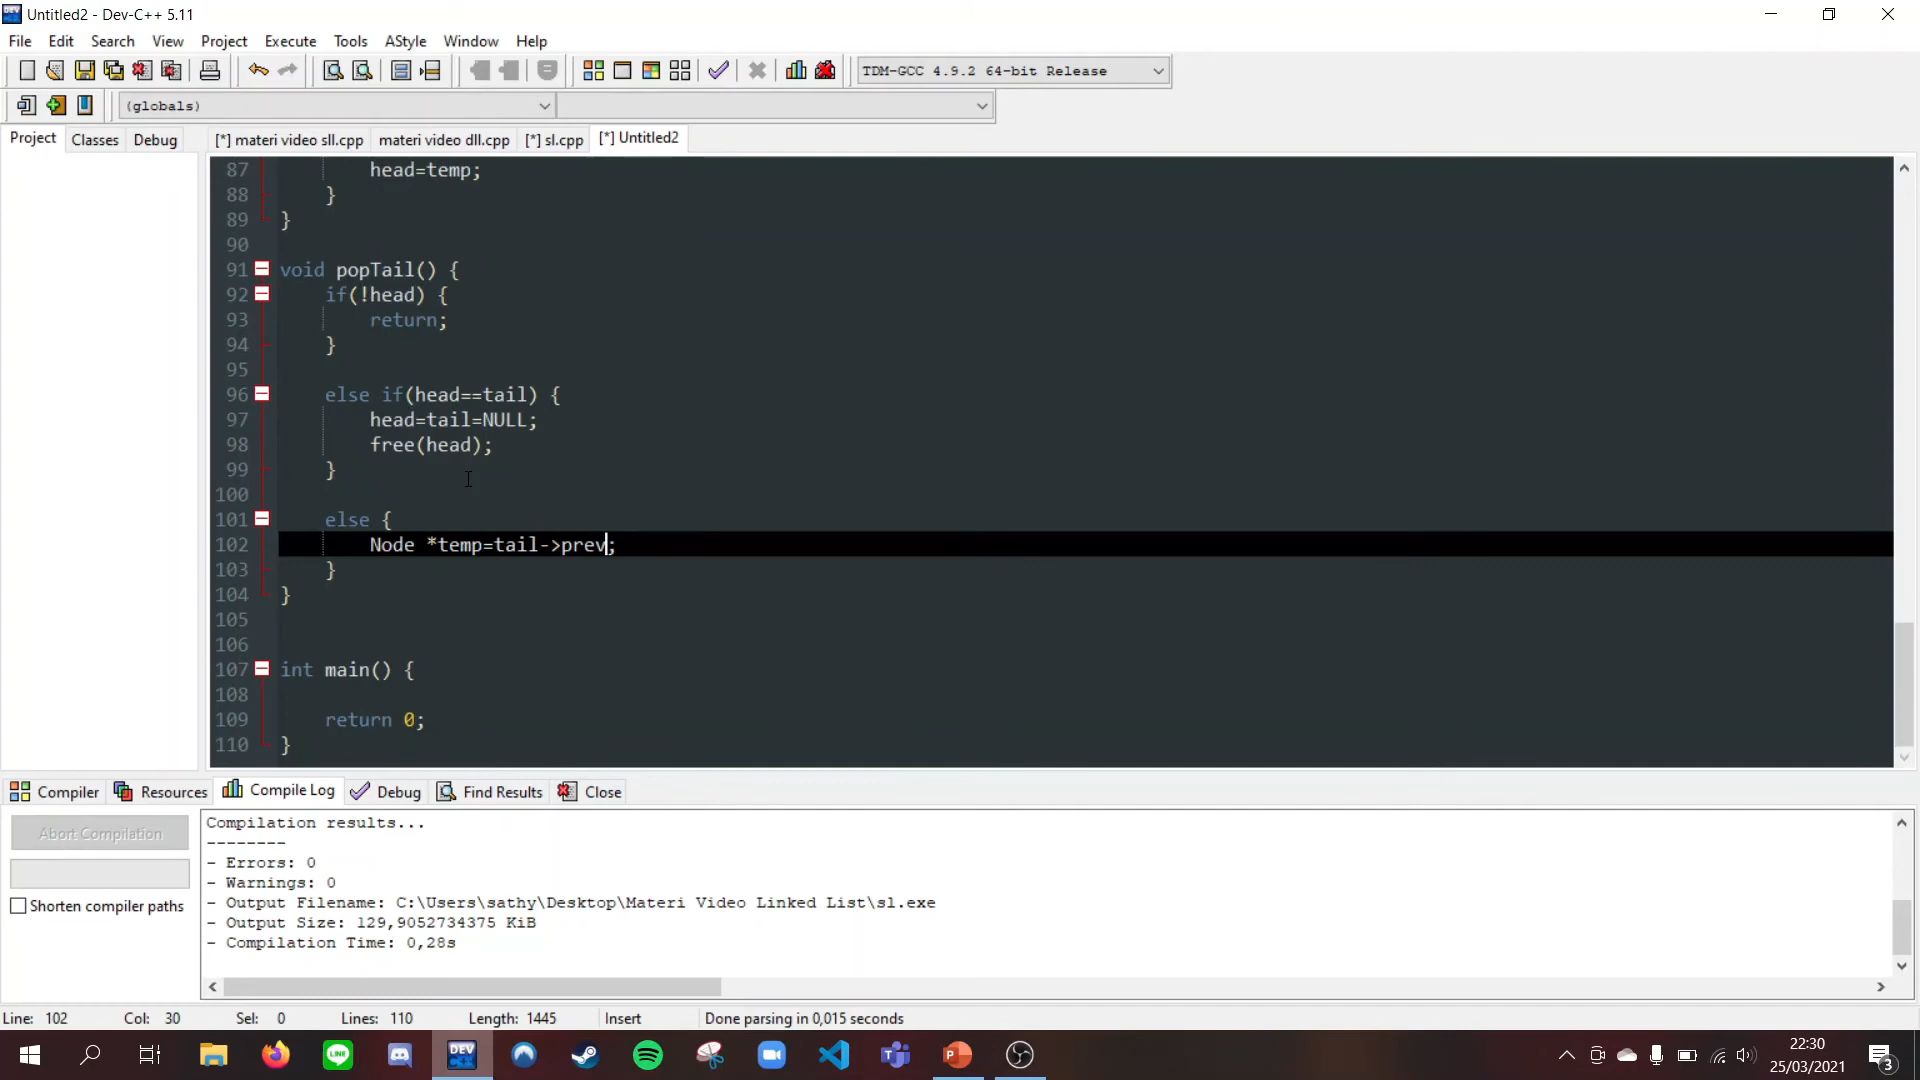 Untitled2 - Dev-C++ 5.11
File Edit Search View Project Execute Tools AStyle Window Help
TDM-GCC 4.9.2 64-bit Release
(globals)
Project Classes Debug [*] materi video sll.cpp materi video dll.cpp [*] sl.cpp [*] Untitled2
87 head=temp;
88 }
89 }
90
91 void popTail() {
92 if(!head) {
93 return;
94 }
95
96 else if(head==tail) {
97 head=tail=NULL;
98 free(head);
99 }
100
101 else {
102 Node *temp=tail->prev;
103 }
104 }
105
106
107 int main() {
108
109 return 0;
110 }
Compiler Resources Compile Log Debug Find Results Close
Abort Compilation
Shorten compiler paths
Compilation results...
--------
- Errors: 0
- Warnings: 0
- Output Filename: C:\Users\sathy\Desktop\Materi Video Linked List\sl.exe
- Output Size: 129,9052734375 KiB
- Compilation Time: 0,28s
Line: 102 Col: 30 Sel: 0 Lines: 110 Length: 1445 Insert Done parsing in 0,015 seconds
DEV
LINE
22:30
25/03/2021
3